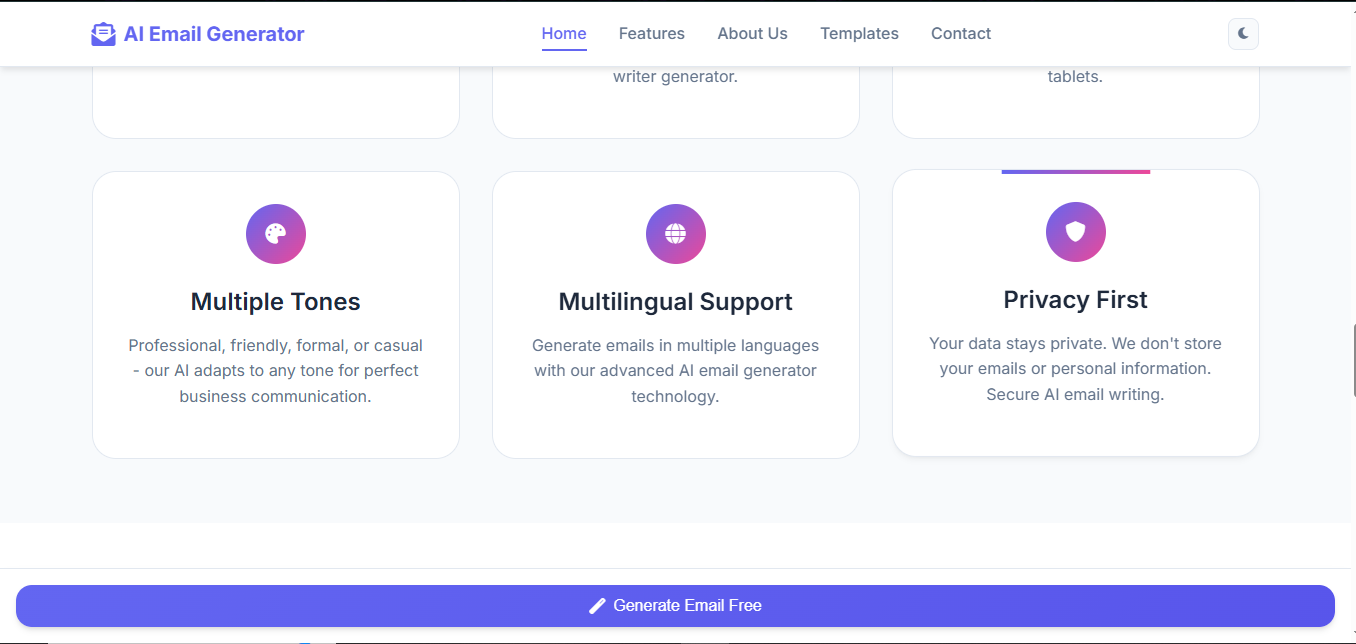 AI Email Generator
Home Features About Us Templates Contact
writer generator.
tablets.
Multiple Tones
Professional, friendly, formal, or casual
- our AI adapts to any tone for perfect
business communication.
Multilingual Support
Generate emails in multiple languages
with our advanced AI email generator
technology.
Privacy First
Your data stays private. We don't store
your emails or personal information.
Secure AI email writing.
Generate Email Free